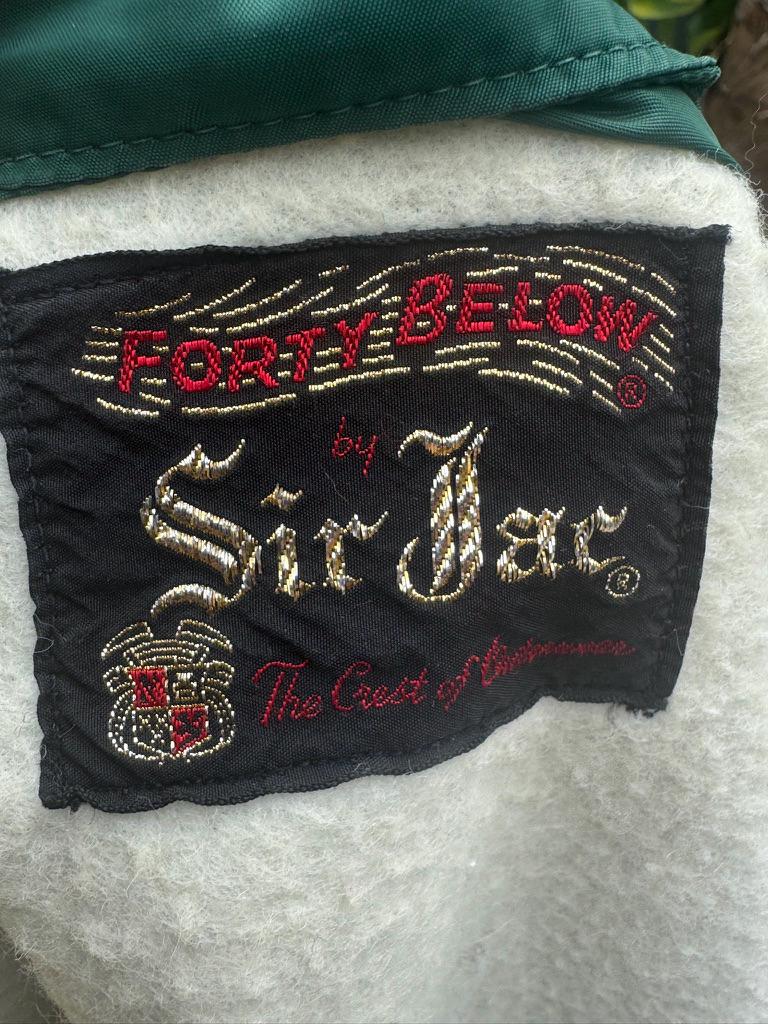 FORTY BELOW ®
by
Sir Jac ®
The Crest of